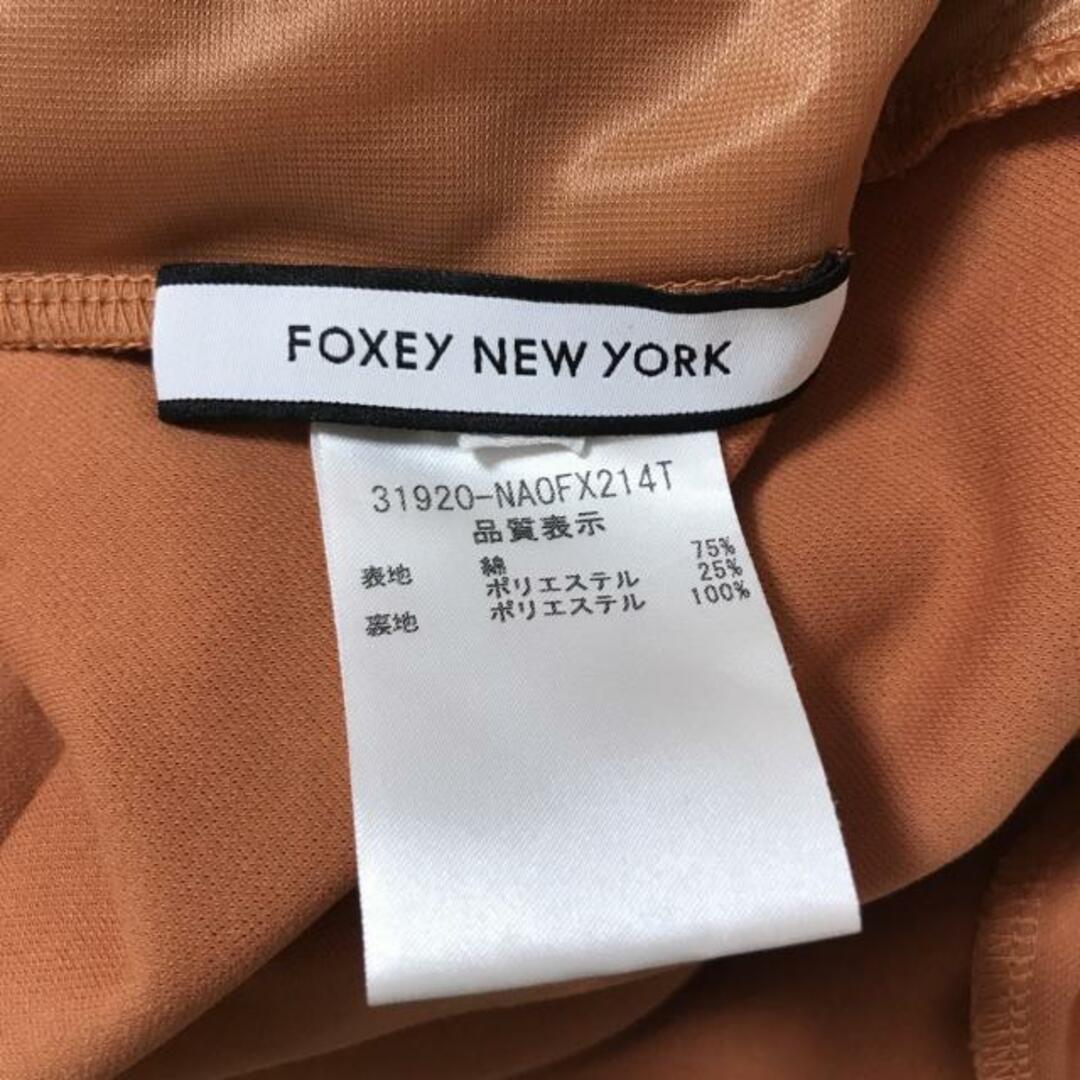 FOXEY NEW YORK
31920-NAOFX214T
品質表示
表地 綿 75%
ポリエステル 25%
裏地 ポリエステル 100%